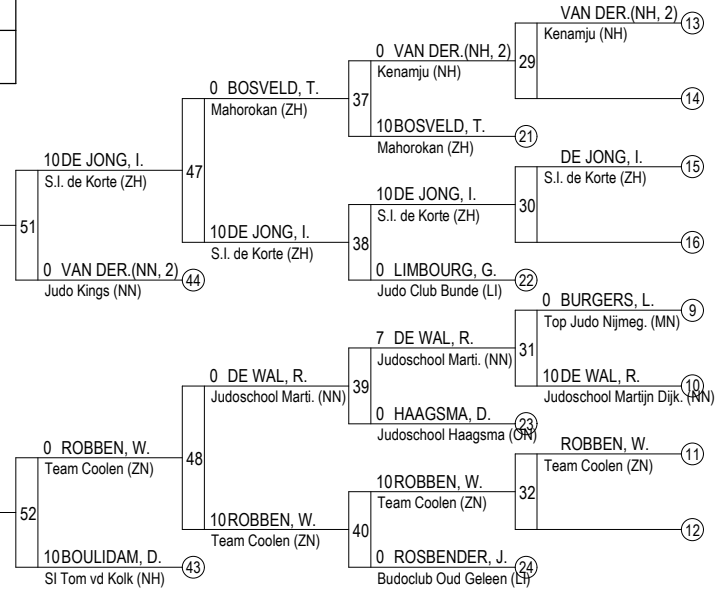 VAN DER.(NH, 2) 13
Kenamju (NH)
29
14
0 VAN DER.(NH, 2)
Kenamju (NH)
37
10 BOSVELD, T. 21
Mahorokan (ZH)
0 BOSVELD, T.
Mahorokan (ZH)
47
10 DE JONG, I.
S.I. de Korte (ZH)
DE JONG, I. 15
S.I. de Korte (ZH)
30
16
10 DE JONG, I.
S.I. de Korte (ZH)
38
0 LIMBOURG, G. 22
Judo Club Bunde (LI)
10 DE JONG, I.
S.I. de Korte (ZH)
51
0 VAN DER.(NN, 2) 44
Judo Kings (NN)
0 BURGERS, L. 9
Top Judo Nijmeg. (MN)
31
10 DE WAL, R. 10
Judoschool Martijn Dijk. (NN)
7 DE WAL, R.
Judoschool Marti. (NN)
39
0 HAAGSMA, D. 23
Judoschool Haagsma (ON)
0 DE WAL, R.
Judoschool Marti. (NN)
48
10 ROBBEN, W.
Team Coolen (ZN)
ROBBEN, W. 11
Team Coolen (ZN)
32
12
10 ROBBEN, W.
Team Coolen (ZN)
40
0 ROSBENDER, J. 24
Budoclub Oud Geleen (LI)
0 ROBBEN, W.
Team Coolen (ZN)
52
10 BOULIDAM, D. 43
SI Tom vd Kolk (NH)